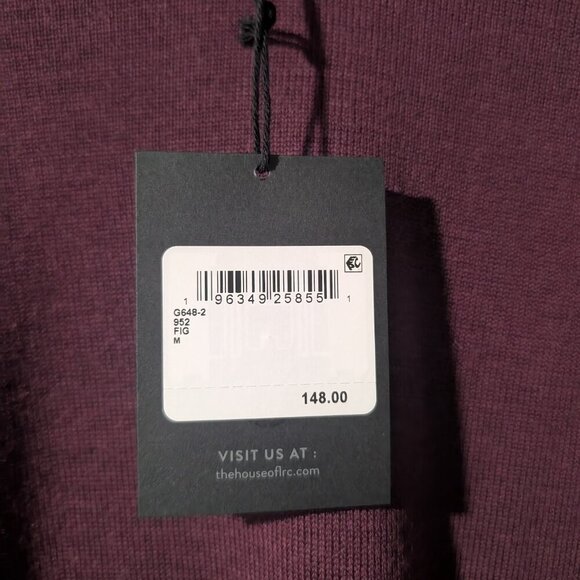 1 96349 25855 1
G648-2
952
FIG
M
148.00
VISIT US AT :
thehouseoflrc.com